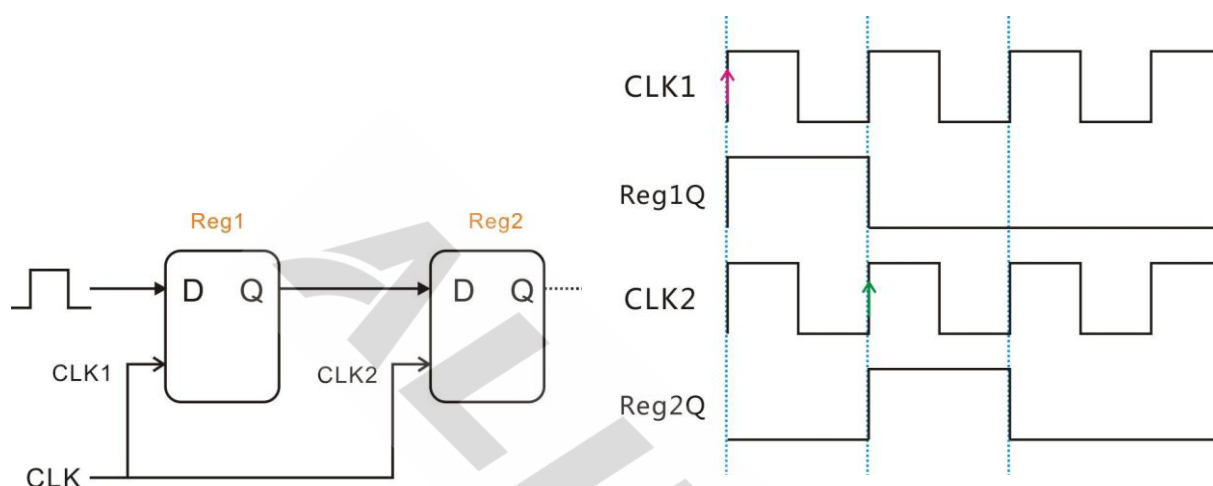 Reg1
Reg2
D Q
D Q
CLK1
CLK2
CLK
CLK1
Reg1Q
CLK2
Reg2Q